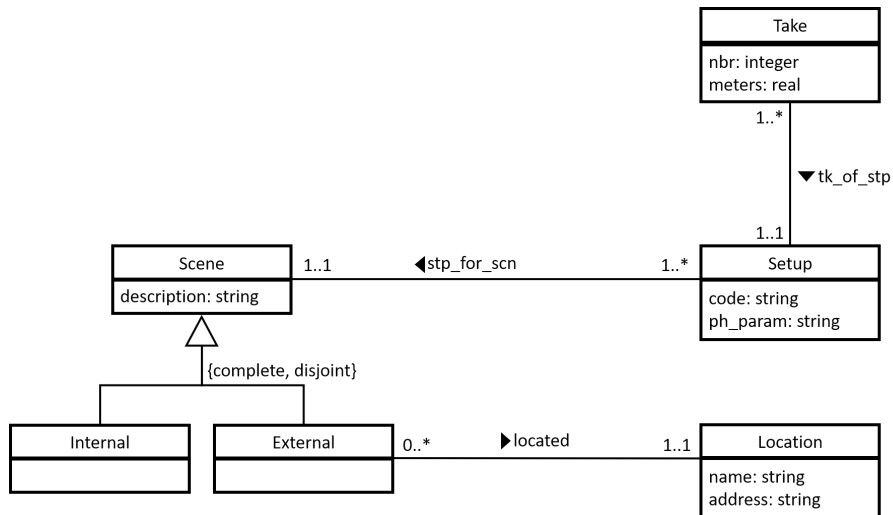 Take
nbr: integer
meters: real
1..*
tk_of_stp
1..1
Scene
1..1
stp_for_scn
1..*
Setup
description: string
code: string
ph_param: string
{complete, disjoint}
Internal
External
0..*
located
1..1
Location
name: string
address: string